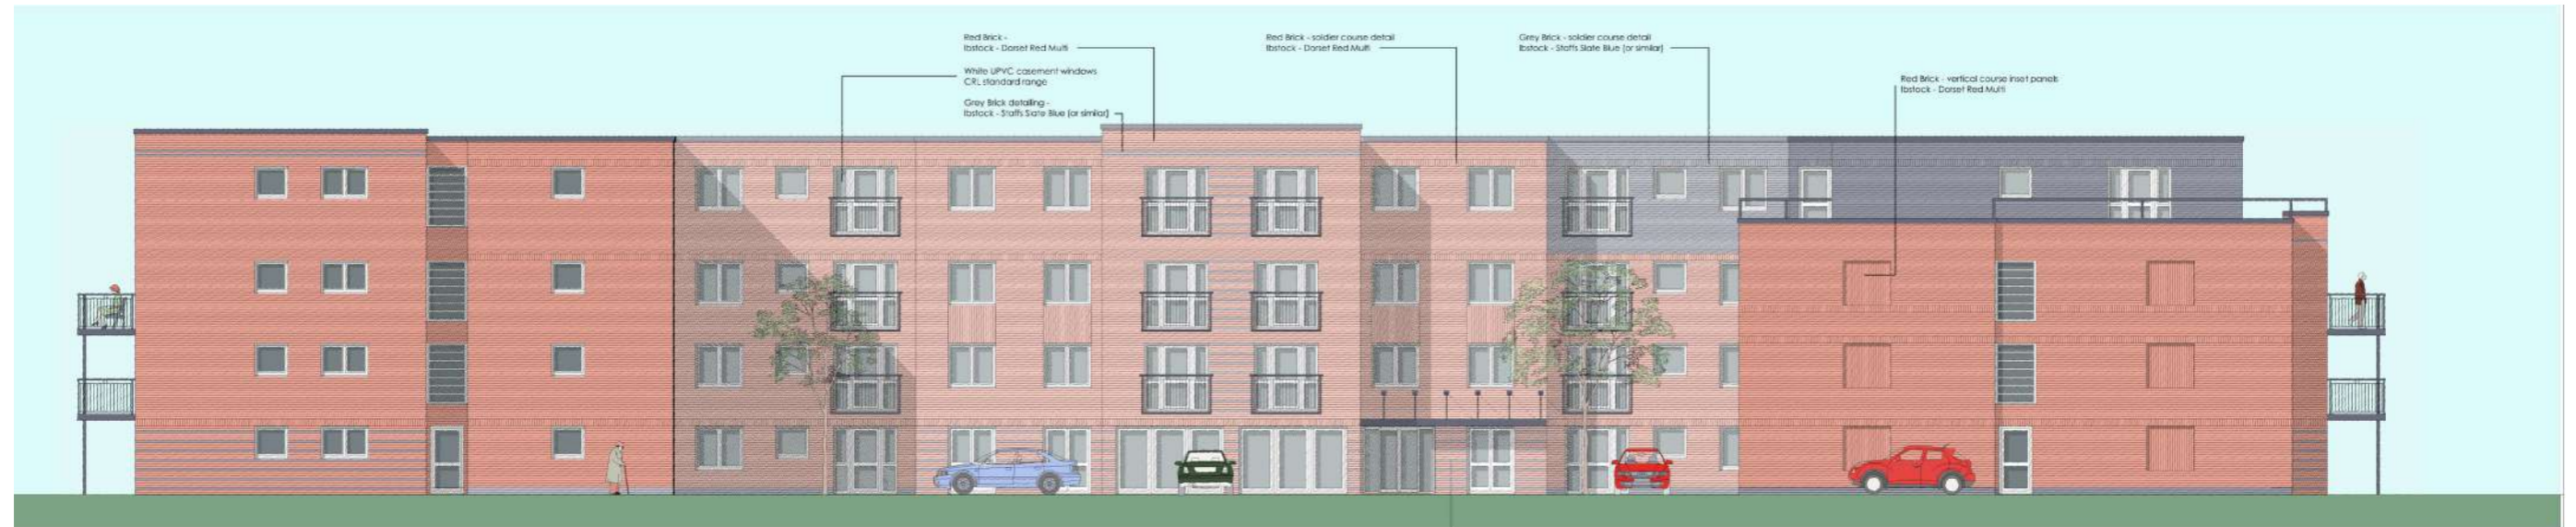 Red Brick -
Ibstock - Dorset Red Multi
White UPVC casement windows
CRL standard range
Grey Brick detailing -
Ibstock - Staffs Slate Blue (or similar)
Red Brick - soldier course detail
Ibstock - Dorset Red Multi
Grey Brick - soldier course detail
Ibstock - Staffs Slate Blue (or similar)
Red Brick - vertical course inset panels
Ibstock - Dorset Red Multi